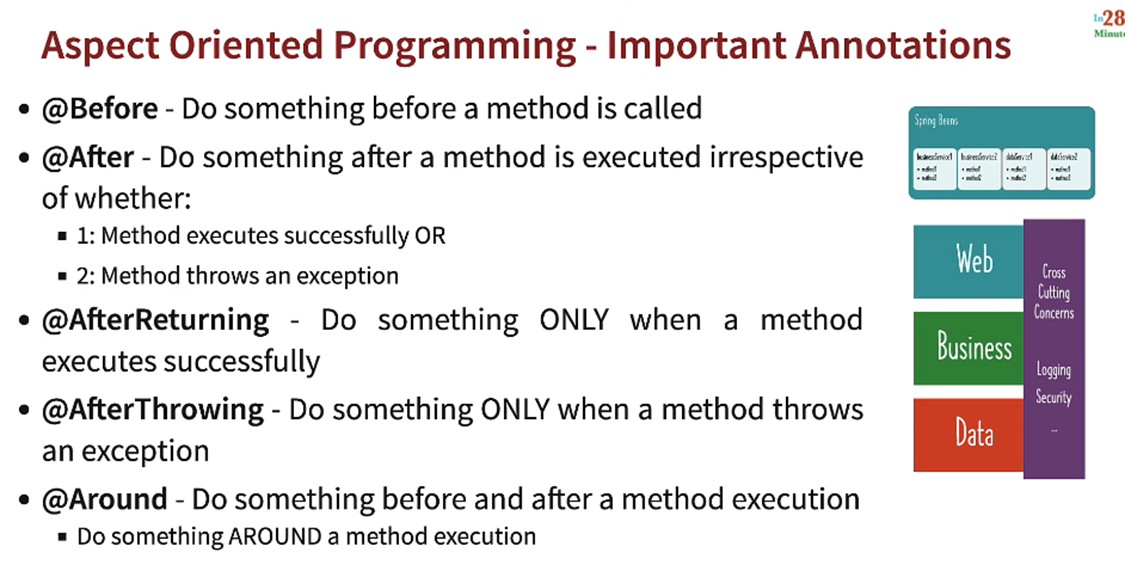 In28
Minute
Aspect Oriented Programming - Important Annotations
• @Before - Do something before a method is called
• @After - Do something after a method is executed irrespective
of whether:
▪ 1: Method executes successfully OR
▪ 2: Method throws an exception
• @AfterReturning - Do something ONLY when a method
executes successfully
• @AfterThrowing - Do something ONLY when a method throws
an exception
• @Around - Do something before and after a method execution
▪ Do something AROUND a method execution
Spring Beans
businessService1
• method1
• method2
businessService2
• method1
• method2
dataService1
• method1
• method2
dataService2
• method1
• method2
Web
Business
Data
Cross
Cutting
Concerns
Logging
Security
...